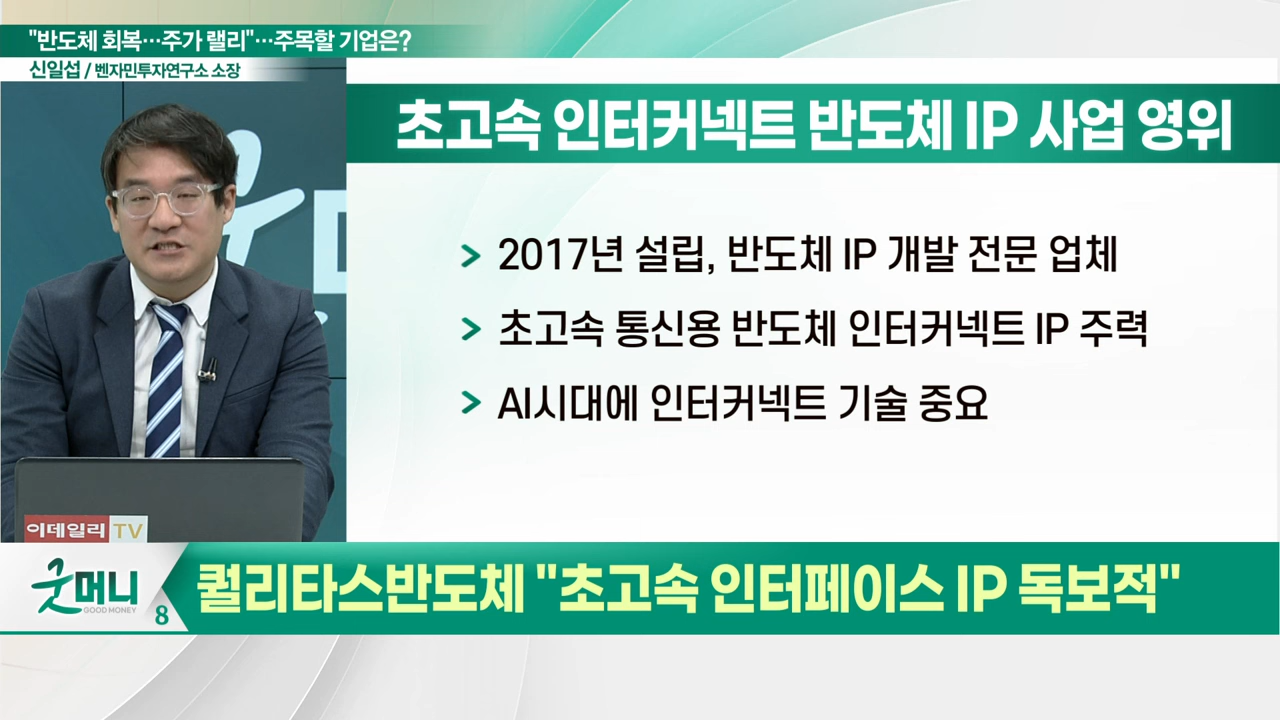 "반도체 회복…주가 랠리"…주목할 기업은?
신일섭 / 벤자민투자연구소 소장
초고속 인터커넥트 반도체 IP 사업 영위
> 2017년 설립, 반도체 IP 개발 전문 업체
> 초고속 통신용 반도체 인터커넥트 IP 주력
> AI시대에 인터커넥트 기술 중요
이데일리 TV
굿머니
GOOD MONEY
8
퀄리타스반도체 "초고속 인터페이스 IP 독보적"